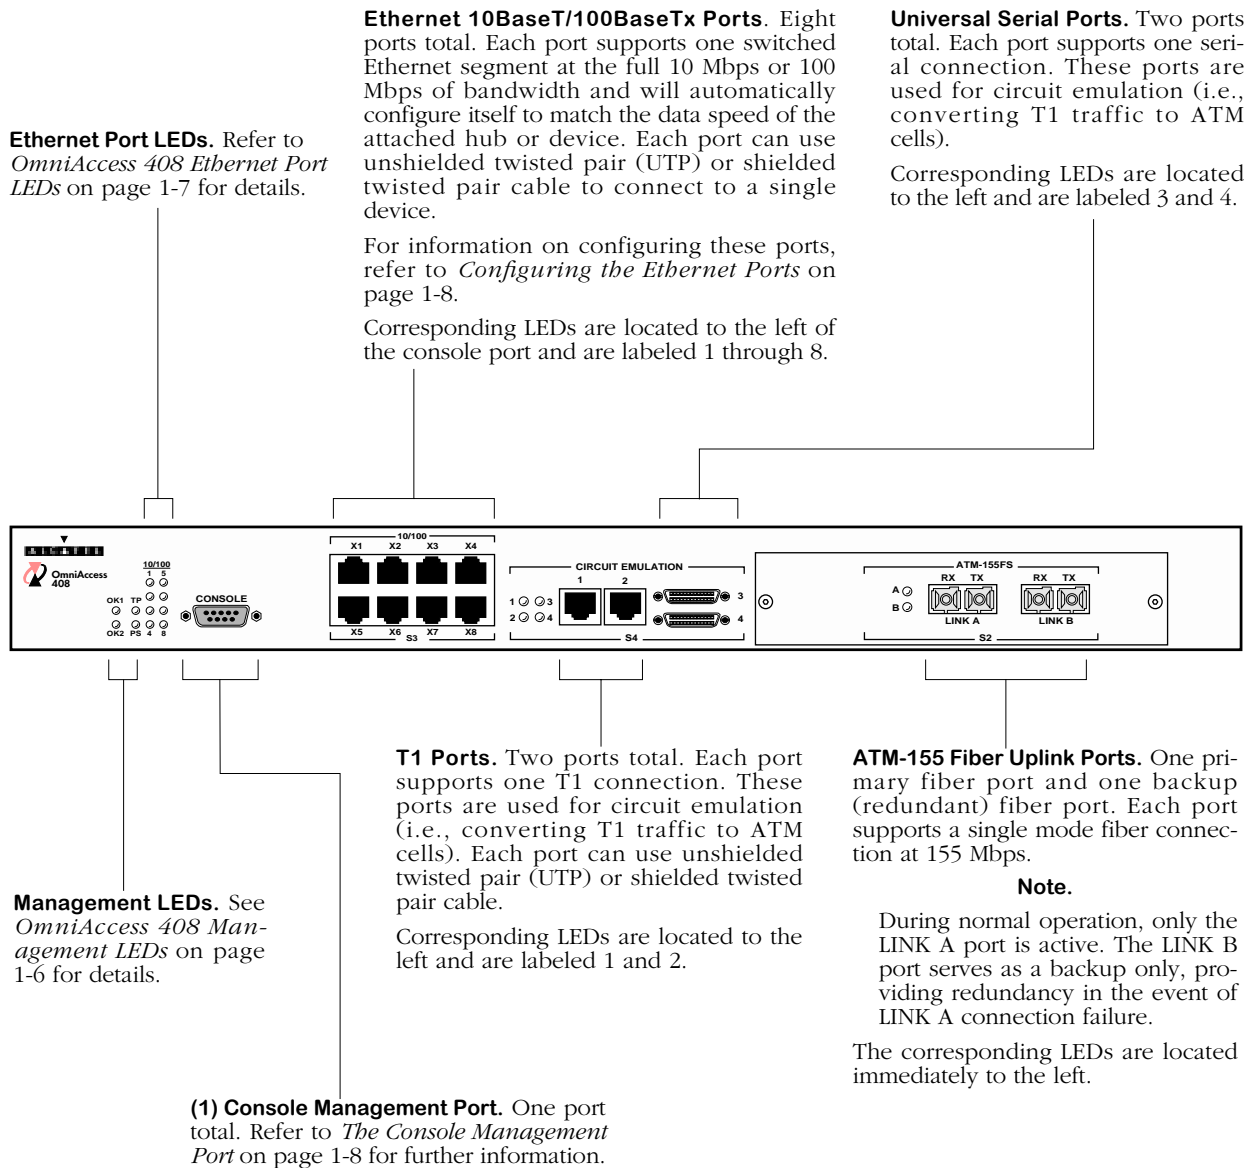 Ethernet 10BaseT/100BaseTx Ports. Eight
ports total. Each port supports one switched
Ethernet segment at the full 10 Mbps or 100
Mbps of bandwidth and will automatically
configure itself to match the data speed of the
attached hub or device. Each port can use
unshielded twisted pair (UTP) or shielded
twisted pair cable to connect to a single
device.
For information on configuring these ports,
refer to Configuring the Ethernet Ports on
page 1-8.
Corresponding LEDs are located to the left of
the console port and are labeled 1 through 8.
Universal Serial Ports. Two ports
total. Each port supports one seri-
al connection. These ports are
used for circuit emulation (i.e.,
converting T1 traffic to ATM
cells).
Corresponding LEDs are located
to the left and are labeled 3 and 4.
Ethernet Port LEDs. Refer to
OmniAccess 408 Ethernet Port
LEDs on page 1-7 for details.
OmniAccess
408
10/100
1 5
OK1 TP
OK2 PS 4 8
CONSOLE
10/100
X1 X2 X3 X4
X5 X6 X7 X8
S3
CIRCUIT EMULATION
1 2
1 3
2 4
3
4
S4
ATM-155FS
RX TX RX TX
A
B
LINK A LINK B
S2
T1 Ports. Two ports total. Each port
supports one T1 connection. These
ports are used for circuit emulation
(i.e., converting T1 traffic to ATM
cells). Each port can use unshielded
twisted pair (UTP) or shielded twisted
pair cable.
Corresponding LEDs are located to the
left and are labeled 1 and 2.
ATM-155 Fiber Uplink Ports. One pri-
mary fiber port and one backup
(redundant) fiber port. Each port
supports a single mode fiber connec-
tion at 155 Mbps.
Note.
During normal operation, only the
LINK A port is active. The LINK B
port serves as a backup only, pro-
viding redundancy in the event of
LINK A connection failure.
The corresponding LEDs are located
immediately to the left.
Management LEDs. See
OmniAccess 408 Man-
agement LEDs on page
1-6 for details.
(1) Console Management Port. One port
total. Refer to The Console Management
Port on page 1-8 for further information.